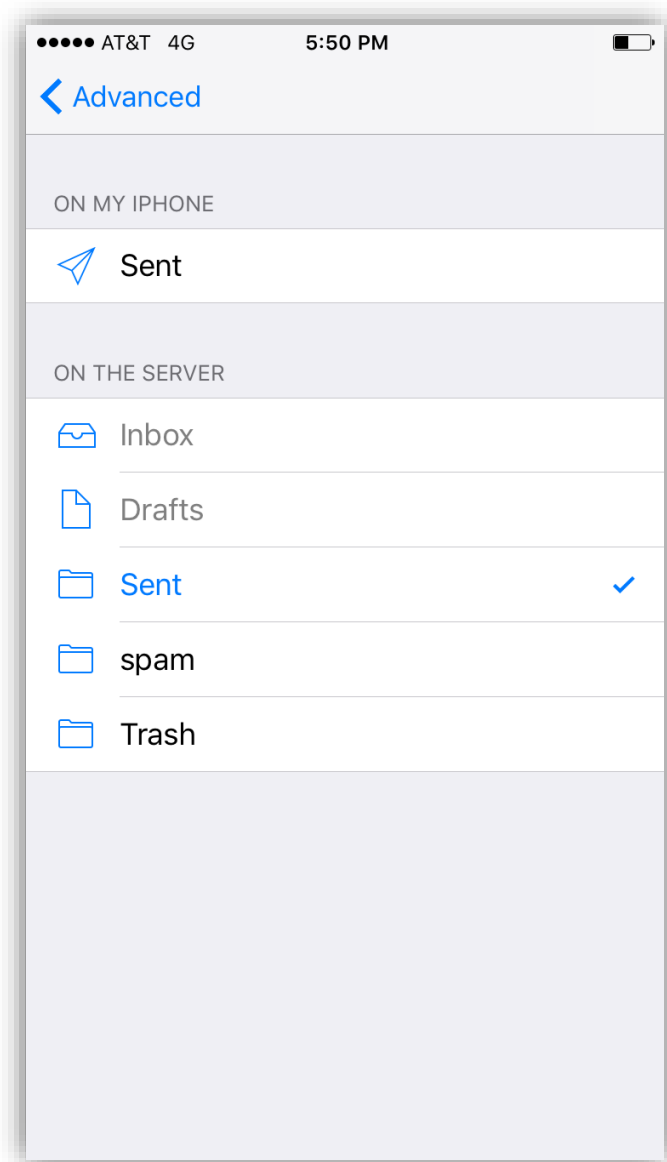 AT&T 4G 5:50 PM
Advanced
ON MY IPHONE
Sent
ON THE SERVER
Inbox
Drafts
Sent
spam
Trash